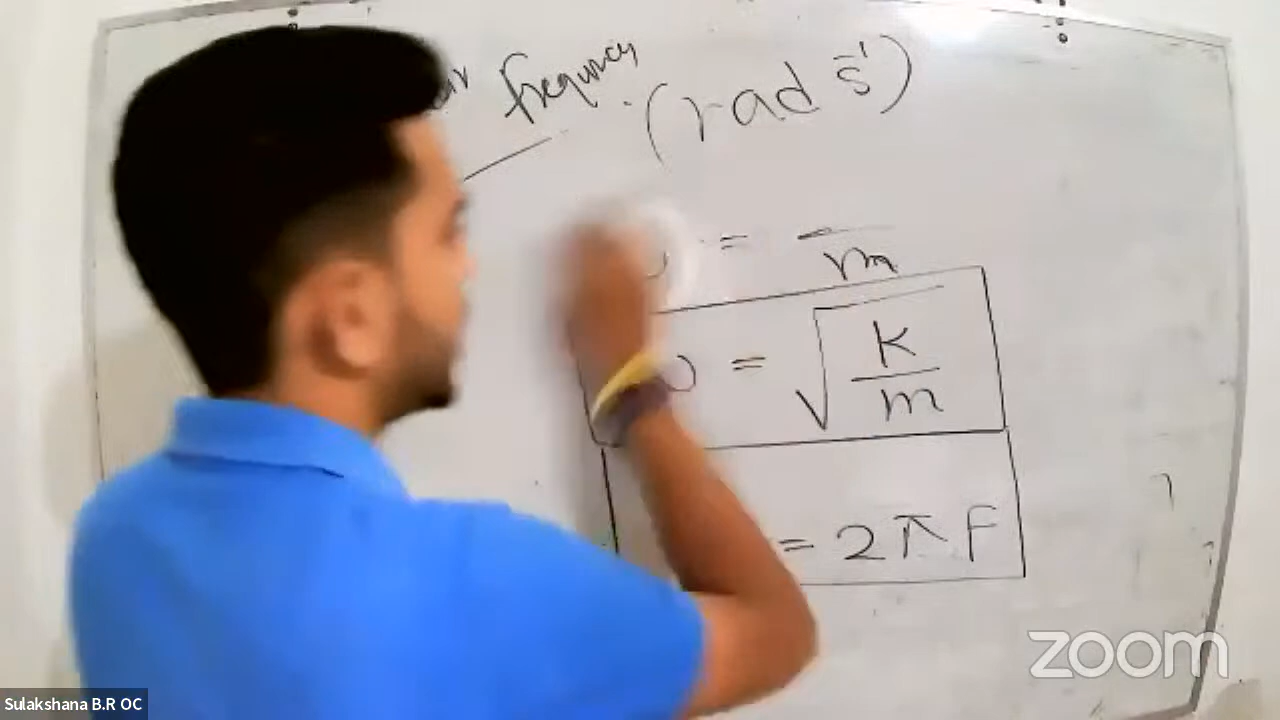 frequency (rad s⁻¹)
= — m
= √ K/m
= 2πF
zoom
Sulakshana B.R OC